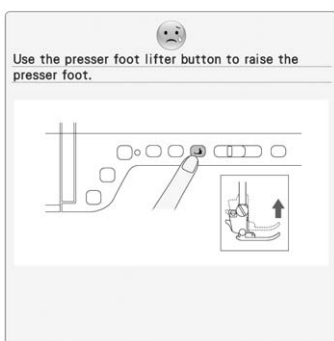 Use the presser foot lifter button to raise the
presser foot.